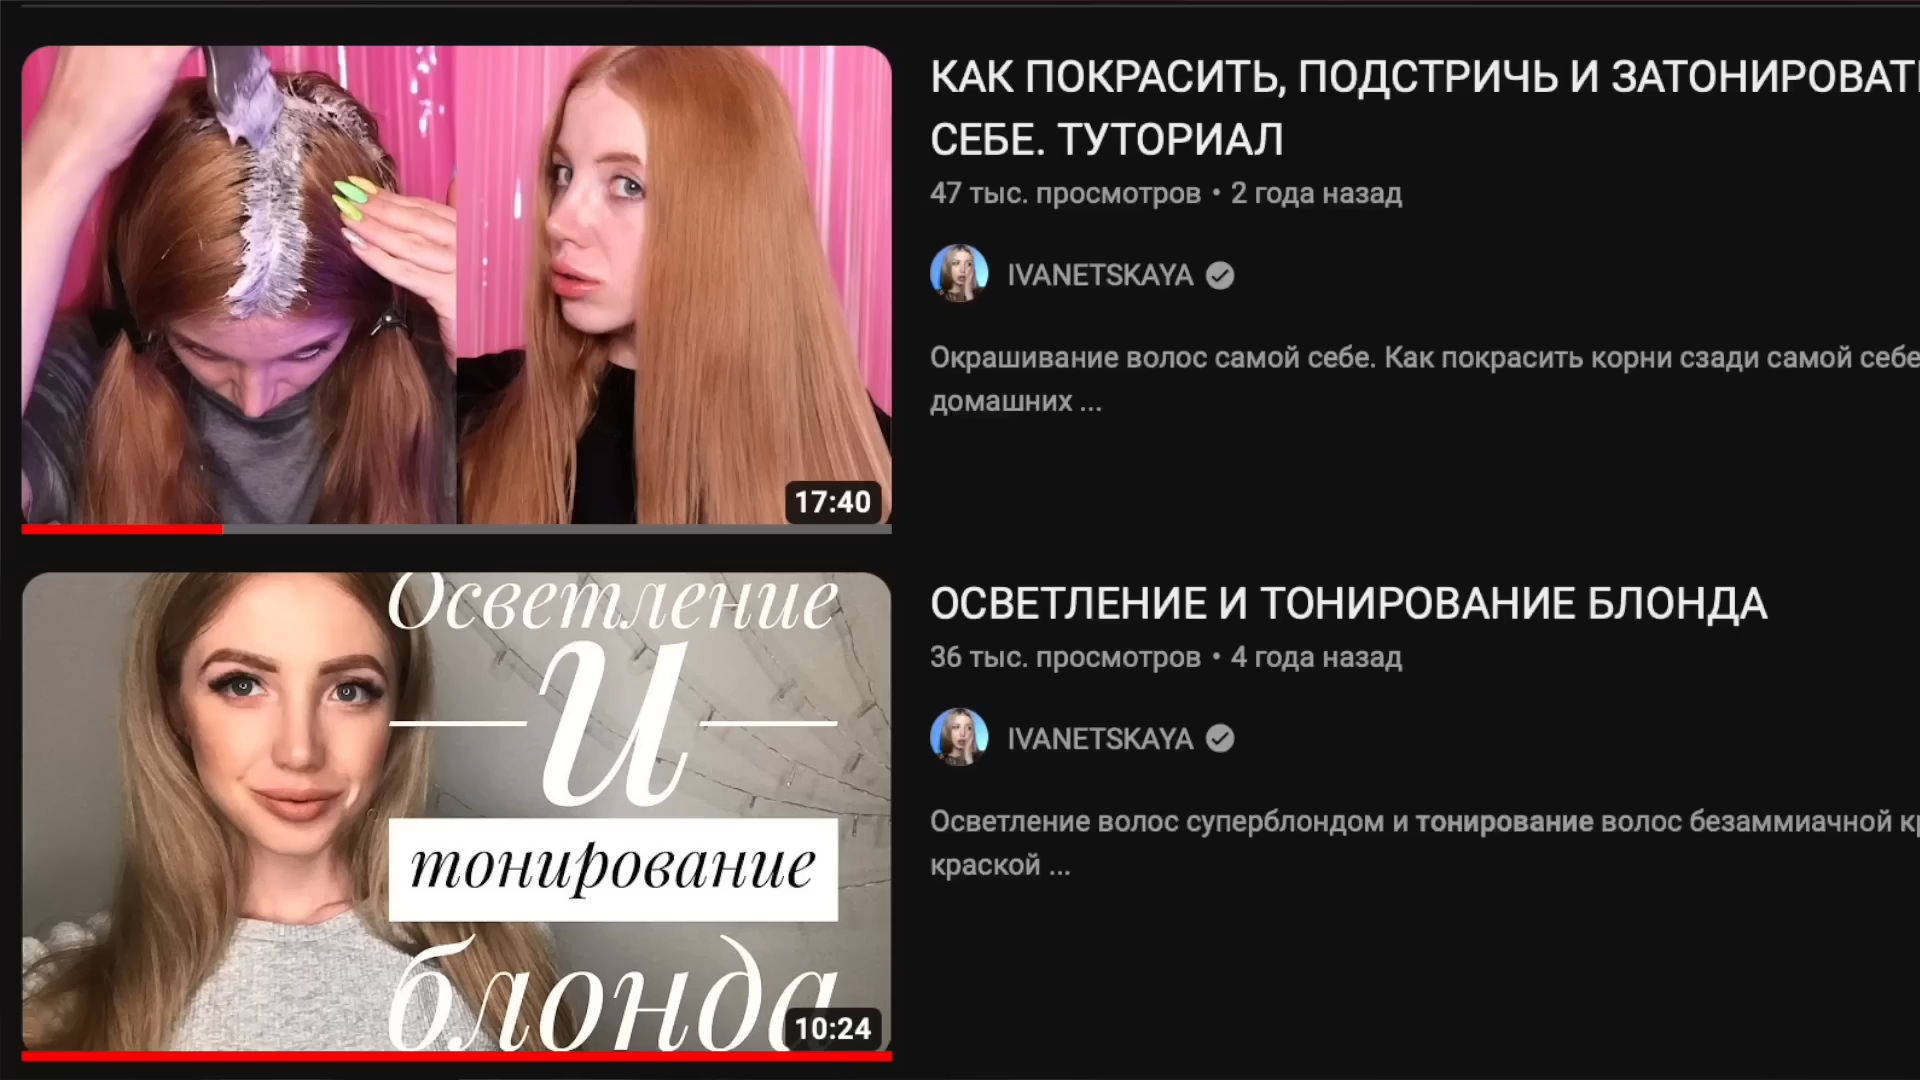 КАК ПОКРАСИТЬ, ПОДСТРИЧЬ И ЗАТОНИРОВАТЬ
СЕБЕ. ТУТОРИАЛ
47 тыс. просмотров • 2 года назад
IVANETSKAYA
Окрашивание волос самой себе. Как покрасить корни сзади самой себе
домашних ...
17:40
Осветление
и
тонирование
блонда
10:24
ОСВЕТЛЕНИЕ И ТОНИРОВАНИЕ БЛОНДА
36 тыс. просмотров • 4 года назад
IVANETSKAYA
Осветление волос суперблондом и тонирование волос безаммиачной
краской ...